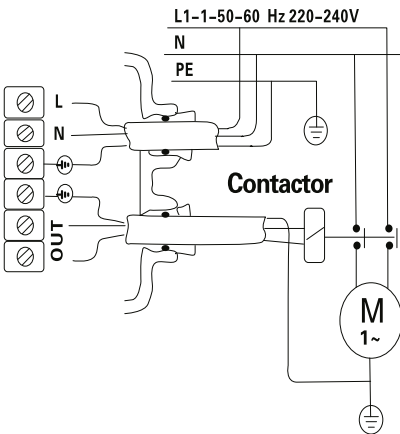 L1-1-50-60 Hz 220-240V
N
PE
L
N
Contactor
OUT
M
1~